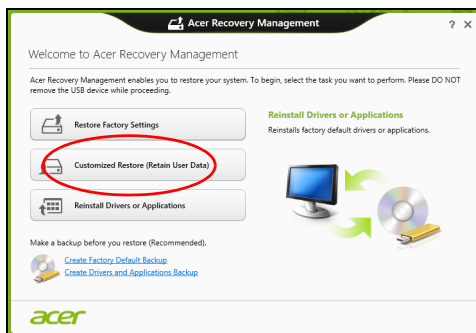 Acer Recovery Management
? X
Welcome to Acer Recovery Management
Acer Recovery Management enables you to restore your system. To begin, select the task you want to perform. Please DO NOT
remove the USB device while proceeding.
Restore Factory Settings
Customized Restore (Retain User Data)
Reinstall Drivers or Applications
Reinstall Drivers or Applications
Reinstalls factory default drivers or applications.
Make a backup before you restore (Recommended).
Create Factory Default Backup
Create Drivers and Applications Backup
acer